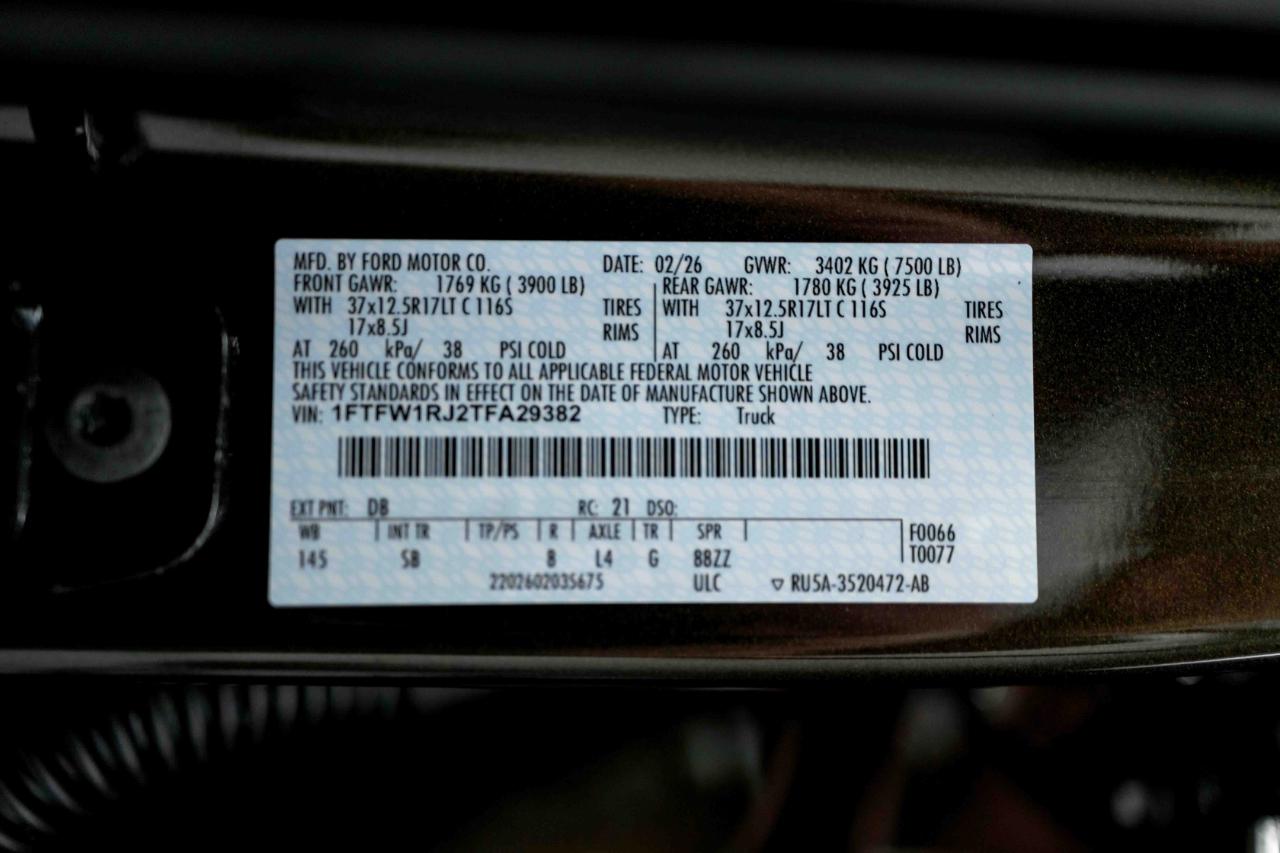 MFD. BY FORD MOTOR CO. DATE: 02/26 GVWR: 3402 KG ( 7500 LB)
FRONT GAWR: 1769 KG ( 3900 LB) REAR GAWR: 1780 KG ( 3925 LB)
WITH 37x12.5R17LT C 116S TIRES WITH 37x12.5R17LT C 116S TIRES
17x8.5J RIMS 17x8.5J RIMS
AT 260 kPa/ 38 PSI COLD AT 260 kPa/ 38 PSI COLD
THIS VEHICLE CONFORMS TO ALL APPLICABLE FEDERAL MOTOR VEHICLE
SAFETY STANDARDS IN EFFECT ON THE DATE OF MANUFACTURE SHOWN ABOVE.
VIN: 1FTFW1RJ2TFA29382 TYPE: Truck
EXT PNT: DB RC: 21 DSO:
WB INT TR TP/PS R AXLE TR SPR F0066
145 SB B L4 G 88ZZ T0077
2202602035675 ULC ▽ RU5A-3520472-AB